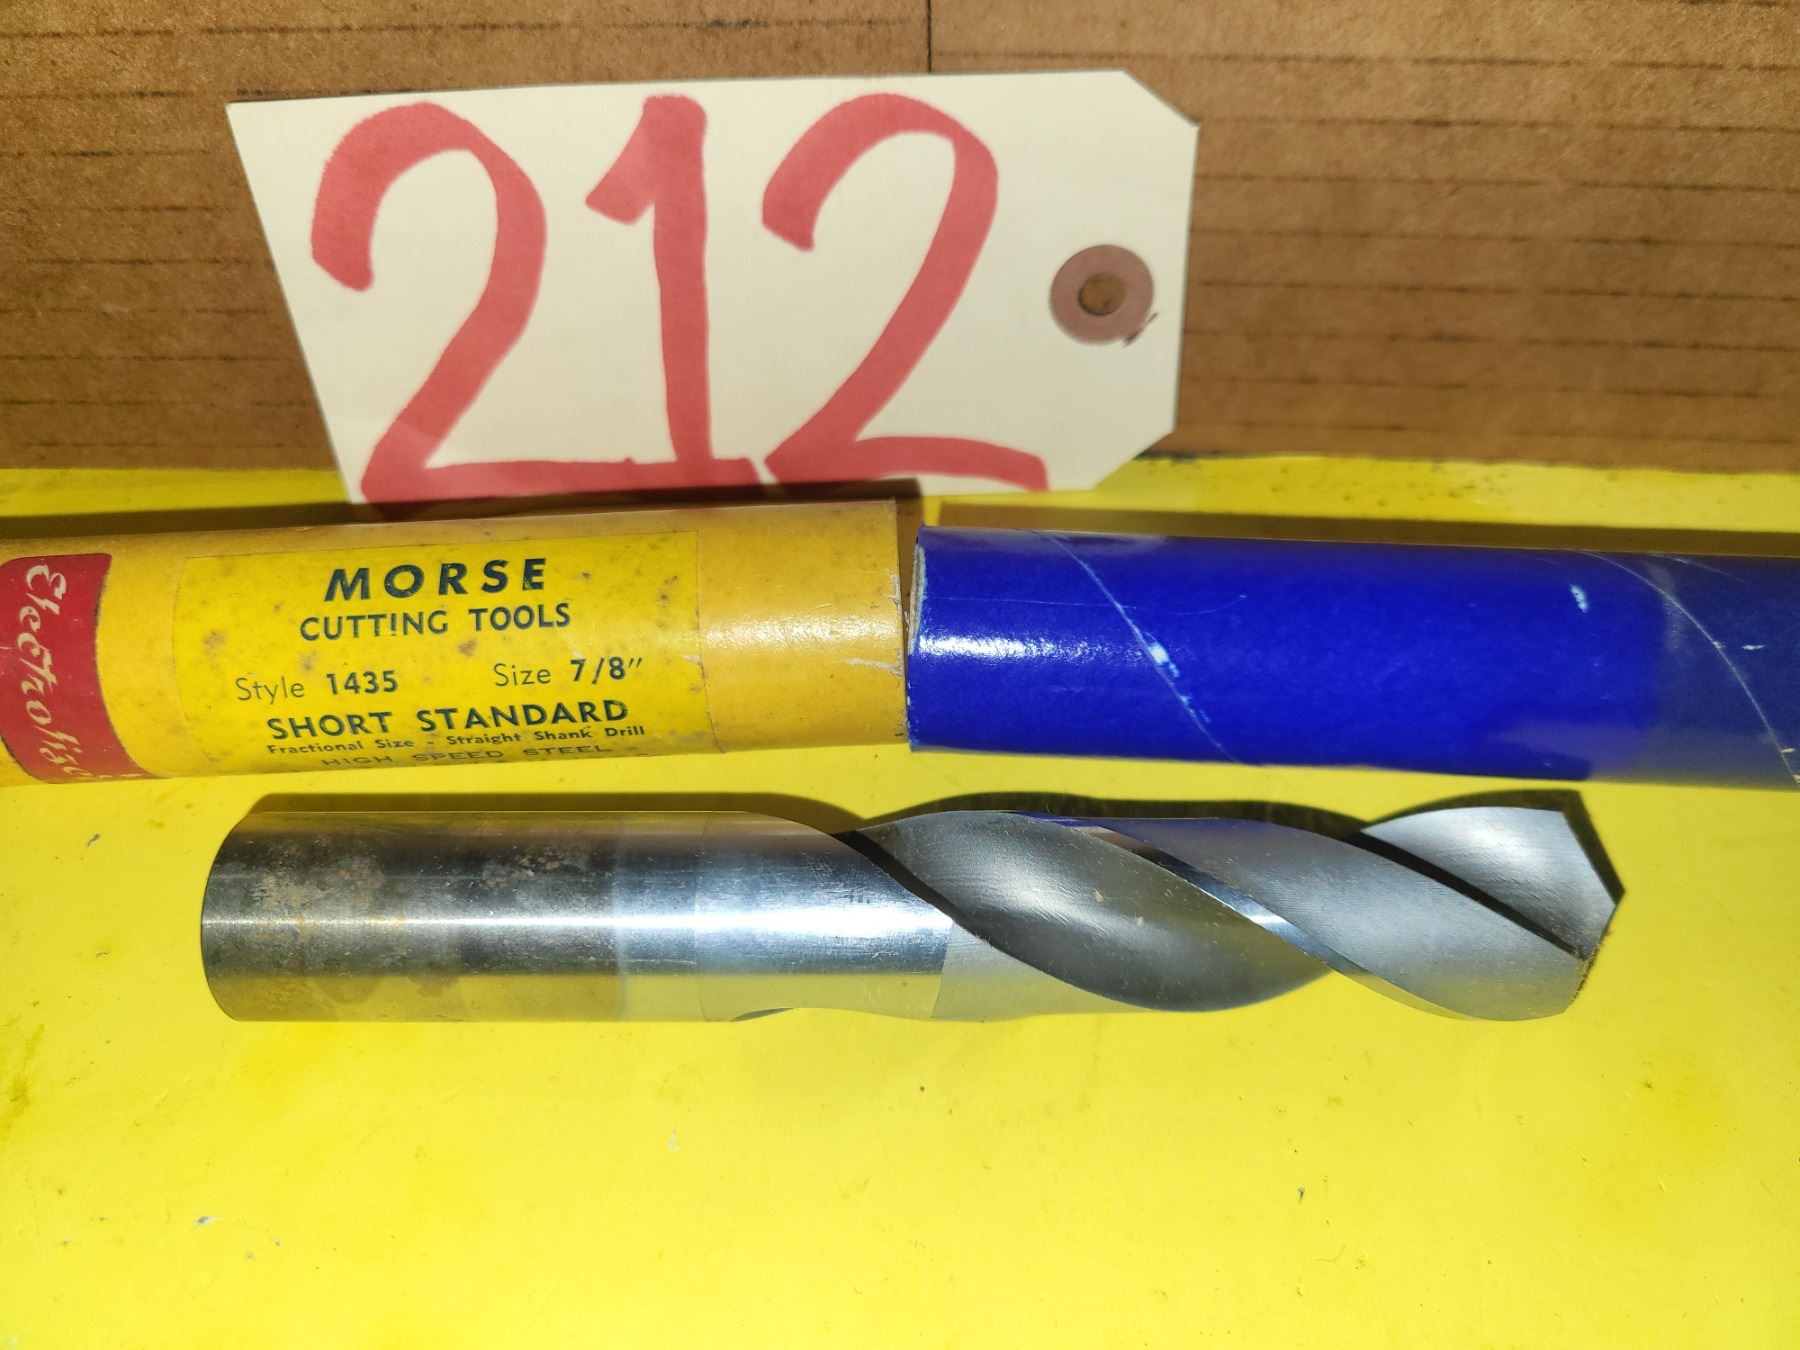 212
Electrolized
MORSE
CUTTING TOOLS
Style 1435 Size 7/8"
SHORT STANDARD
Fractional Size - Straight Shank Drill
HIGH SPEED STEEL